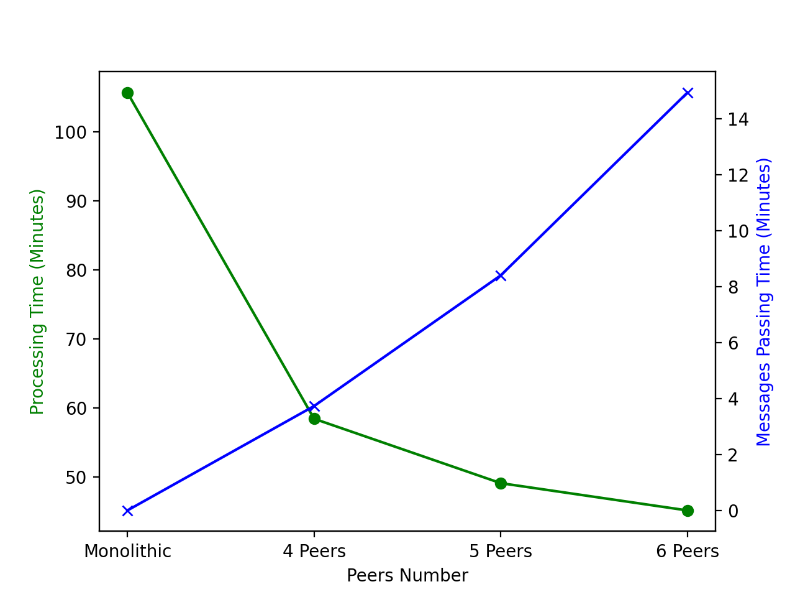 Processing Time (Minutes)
100
90
80
70
60
50
Monolithic
4 Peers
5 Peers
6 Peers
Peers Number
14
12
10
8
6
4
2
0
Messages Passing Time (Minutes)